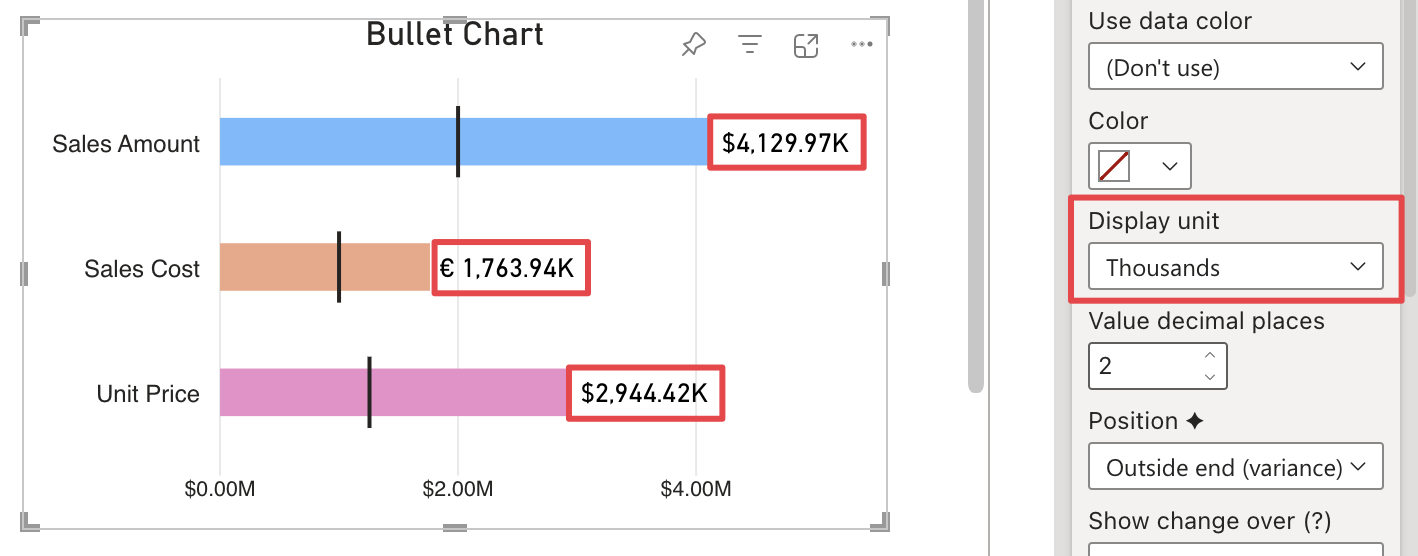 Bullet Chart
Sales Amount
$4,129.97K
Sales Cost
€ 1,763.94K
Unit Price
$2,944.42K
$0.00M
$2.00M
$4.00M
Use data color
(Don't use)
Color
Display unit
Thousands
Value decimal places
2
Position
Outside end (variance)
Show change over (?)